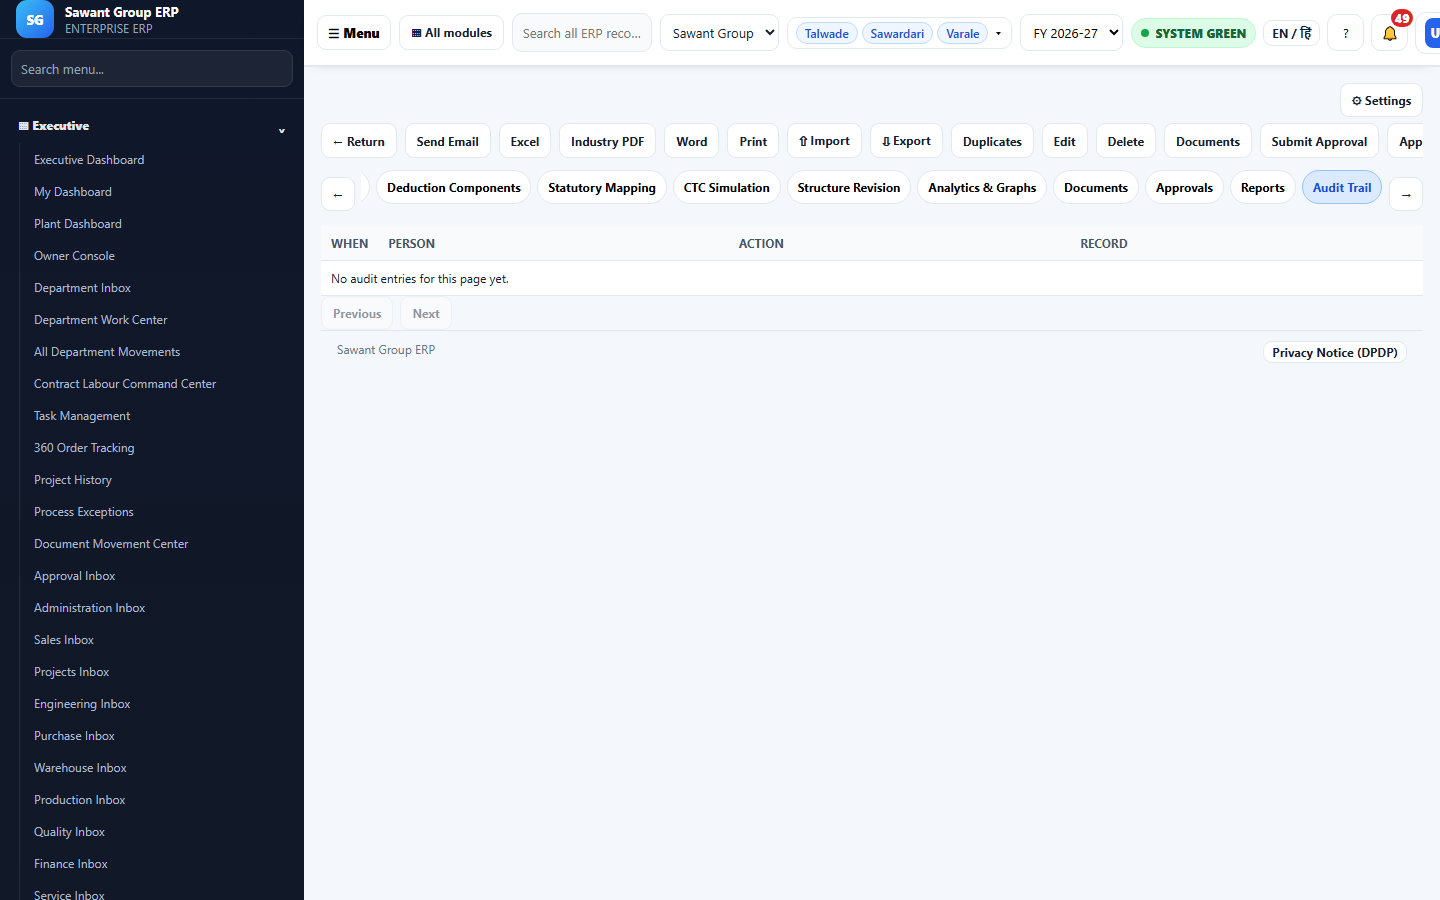 SG
Sawant Group ERP
ENTERPRISE ERP
Search menu...
Executive
Executive Dashboard
My Dashboard
Plant Dashboard
Owner Console
Department Inbox
Department Work Center
All Department Movements
Contract Labour Command Center
Task Management
360 Order Tracking
Project History
Process Exceptions
Document Movement Center
Approval Inbox
Administration Inbox
Sales Inbox
Projects Inbox
Engineering Inbox
Purchase Inbox
Warehouse Inbox
Production Inbox
Quality Inbox
Finance Inbox
Service Inbox
☰ Menu All modules Search all ERP reco... Sawant Group Talwade Sawardari Varale FY 2026-27 SYSTEM GREEN EN / हिं ? 49 U
⚙ Settings
← Return Send Email Excel Industry PDF Word Print ⇧ Import ⇩ Export Duplicates Edit Delete Documents Submit Approval App
← Deduction Components Statutory Mapping CTC Simulation Structure Revision Analytics & Graphs Documents Approvals Reports Audit Trail →
WHEN PERSON ACTION RECORD
No audit entries for this page yet.
Previous Next
Sawant Group ERP Privacy Notice (DPDP)